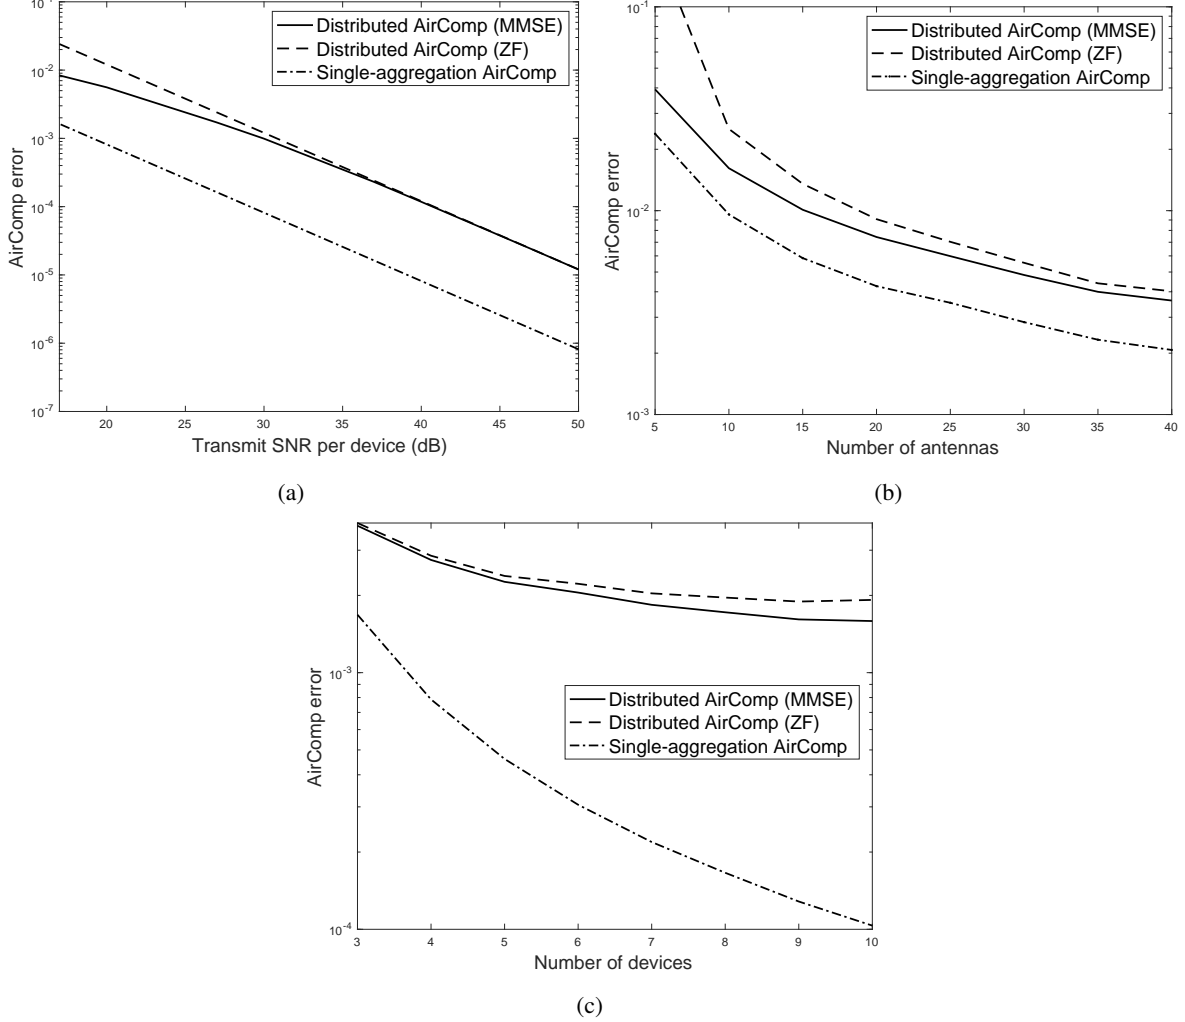 10^-1
Distributed AirComp (MMSE)
Distributed AirComp (ZF)
Single-aggregation AirComp
10^-2
10^-3
10^-4
10^-5
10^-6
10^-7
AirComp error
20 25 30 35 40 45 50
Transmit SNR per device (dB)
(a)
10^-1
Distributed AirComp (MMSE)
Distributed AirComp (ZF)
Single-aggregation AirComp
10^-2
10^-3
AirComp error
5 10 15 20 25 30 35 40
Number of antennas
(b)
10^-3
Distributed AirComp (MMSE)
Distributed AirComp (ZF)
Single-aggregation AirComp
10^-4
AirComp error
3 4 5 6 7 8 9 10
Number of devices
(c)